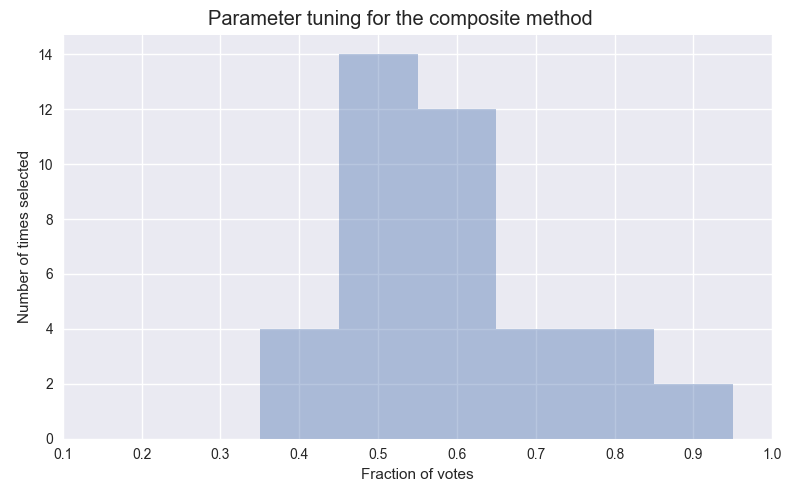 Parameter tuning for the composite method
Number of times selected
14
12
10
8
6
4
2
0
0.1 0.2 0.3 0.4 0.5 0.6 0.7 0.8 0.9 1.0
Fraction of votes